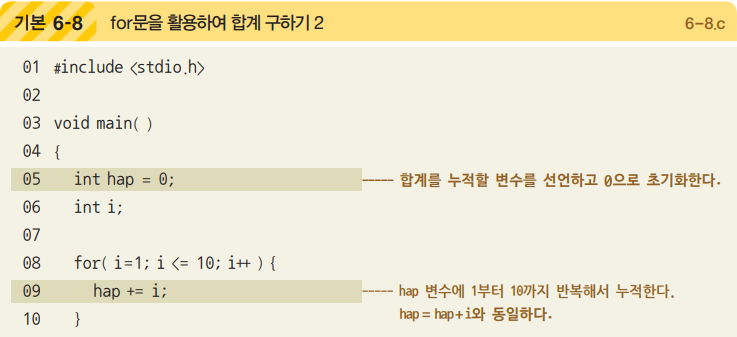 기본 6-8 for문을 활용하여 합계 구하기 2 6-8.c
01 #include <stdio.h>
02
03 void main( )
04 {
05 int hap = 0; ----- 합계를 누적할 변수를 선언하고 0으로 초기화한다.
06 int i;
07
08 for( i=1; i <= 10; i++ ) {
09 hap += i; ----- hap 변수에 1부터 10까지 반복해서 누적한다.
hap=hap+i와 동일하다.
10 }